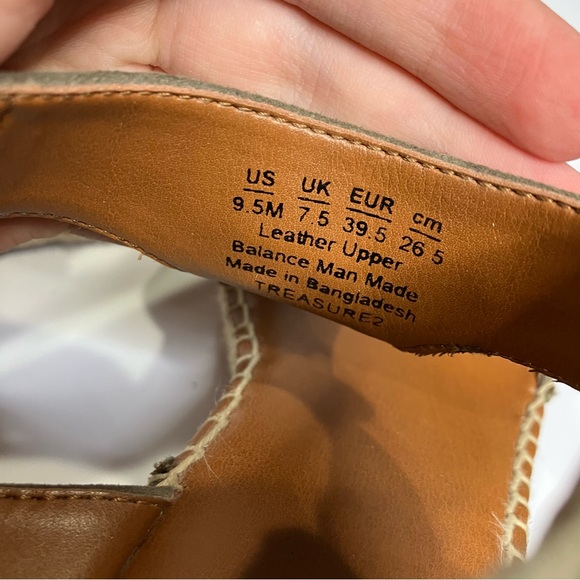 US UK EUR cm
9.5M 7.5 39.5 26 5
Leather Upper
Balance Man Made
Made in Bangladesh
TREASURE2